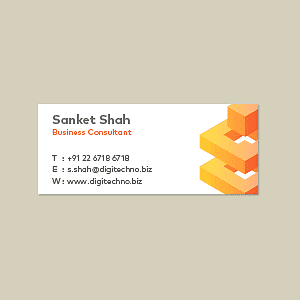 Sanket Shah
Business Consultant
T : +91 22 6718 6718
E : s.shah@digitechno.biz
W : www.digitechno.biz